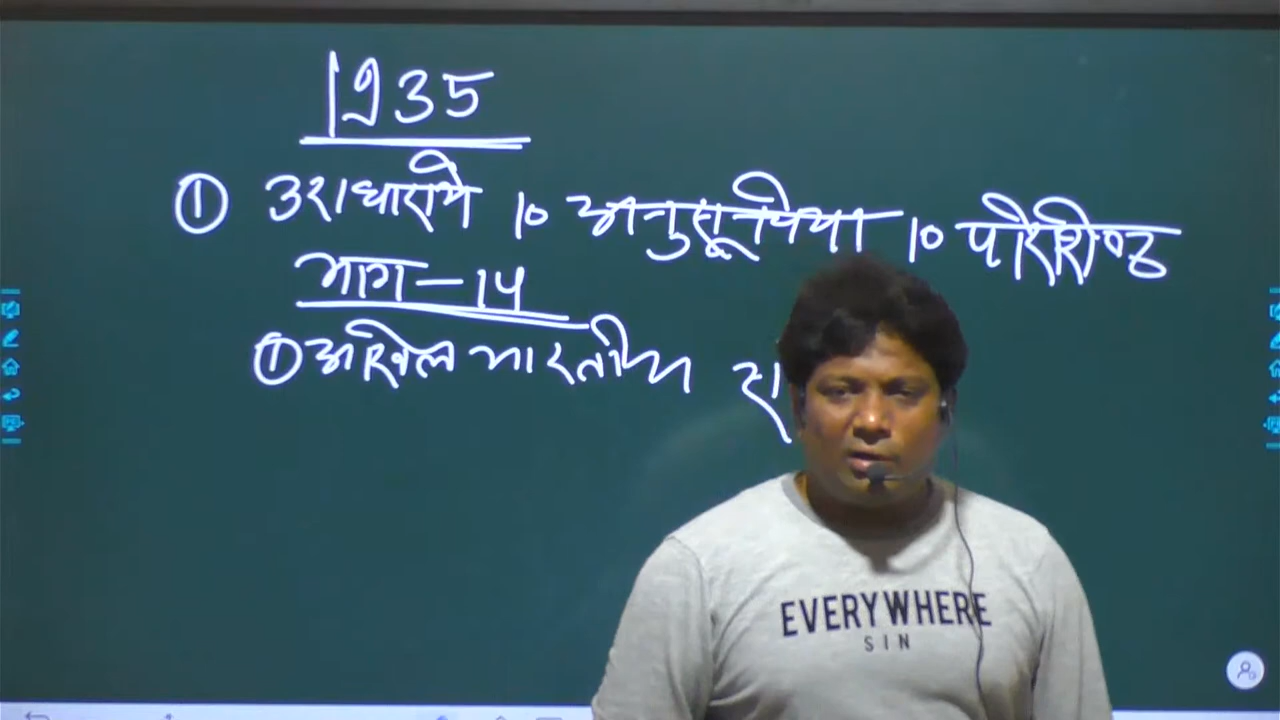 1935
① 321 धाराये 10 अनुसूचिया 10 परिशिष्ठ
भाग - 14
① अखिल भारतीय
EVERYWHERE
SIN